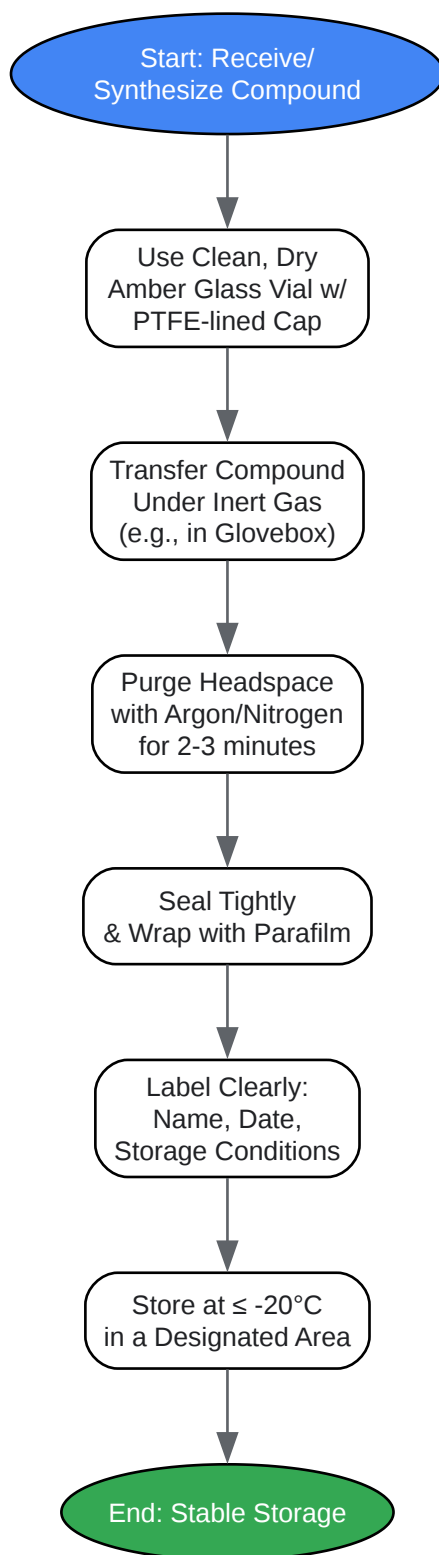 Start: Receive/
Synthesize Compound
Use Clean, Dry
Amber Glass Vial w/
PTFE-lined Cap
Transfer Compound
Under Inert Gas
(e.g., in Glovebox)
Purge Headspace
with Argon/Nitrogen
for 2-3 minutes
Seal Tightly
& Wrap with Parafilm
Label Clearly:
Name, Date,
Storage Conditions
Store at ≤ -20°C
in a Designated Area
End: Stable Storage